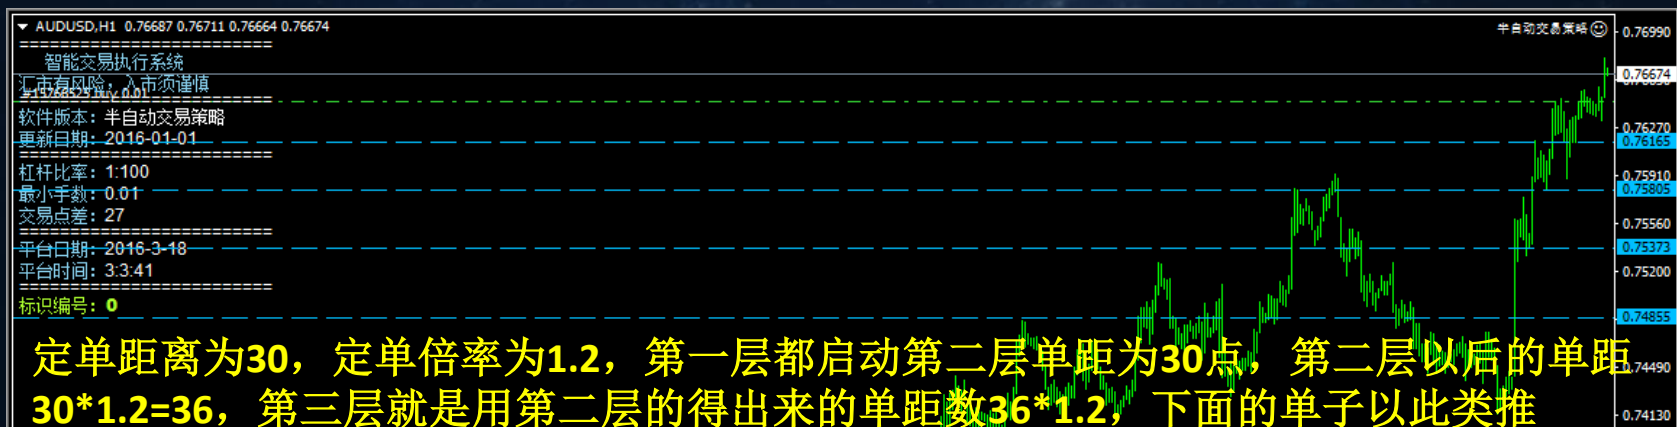 AUDUSD,H1 0.76687 0.76711 0.76664 0.76674
半自动交易策略
0.76990
=========================
智能交易执行系统
0.76674
汇市有风险，入市须谨慎
=========================
软件版本：半自动交易策略
0.76270
更新日期：2016-01-01
0.76165
=========================
杠杆比率：1:100
0.75910
最小手数：0.01
0.75805
交易点差：27
0.75560
=========================
平台日期：2016-3-18
0.75373
平台时间：3:3:41
0.75200
=========================
标识编号：0
0.74855
定单距离为30，定单倍率为1.2，第一层都启动第二层单距为30点，第二层以后的单距
0.74490
30*1.2=36，第三层就是用第二层的得出来的单距数36*1.2，下面的单子以此类推
0.74130